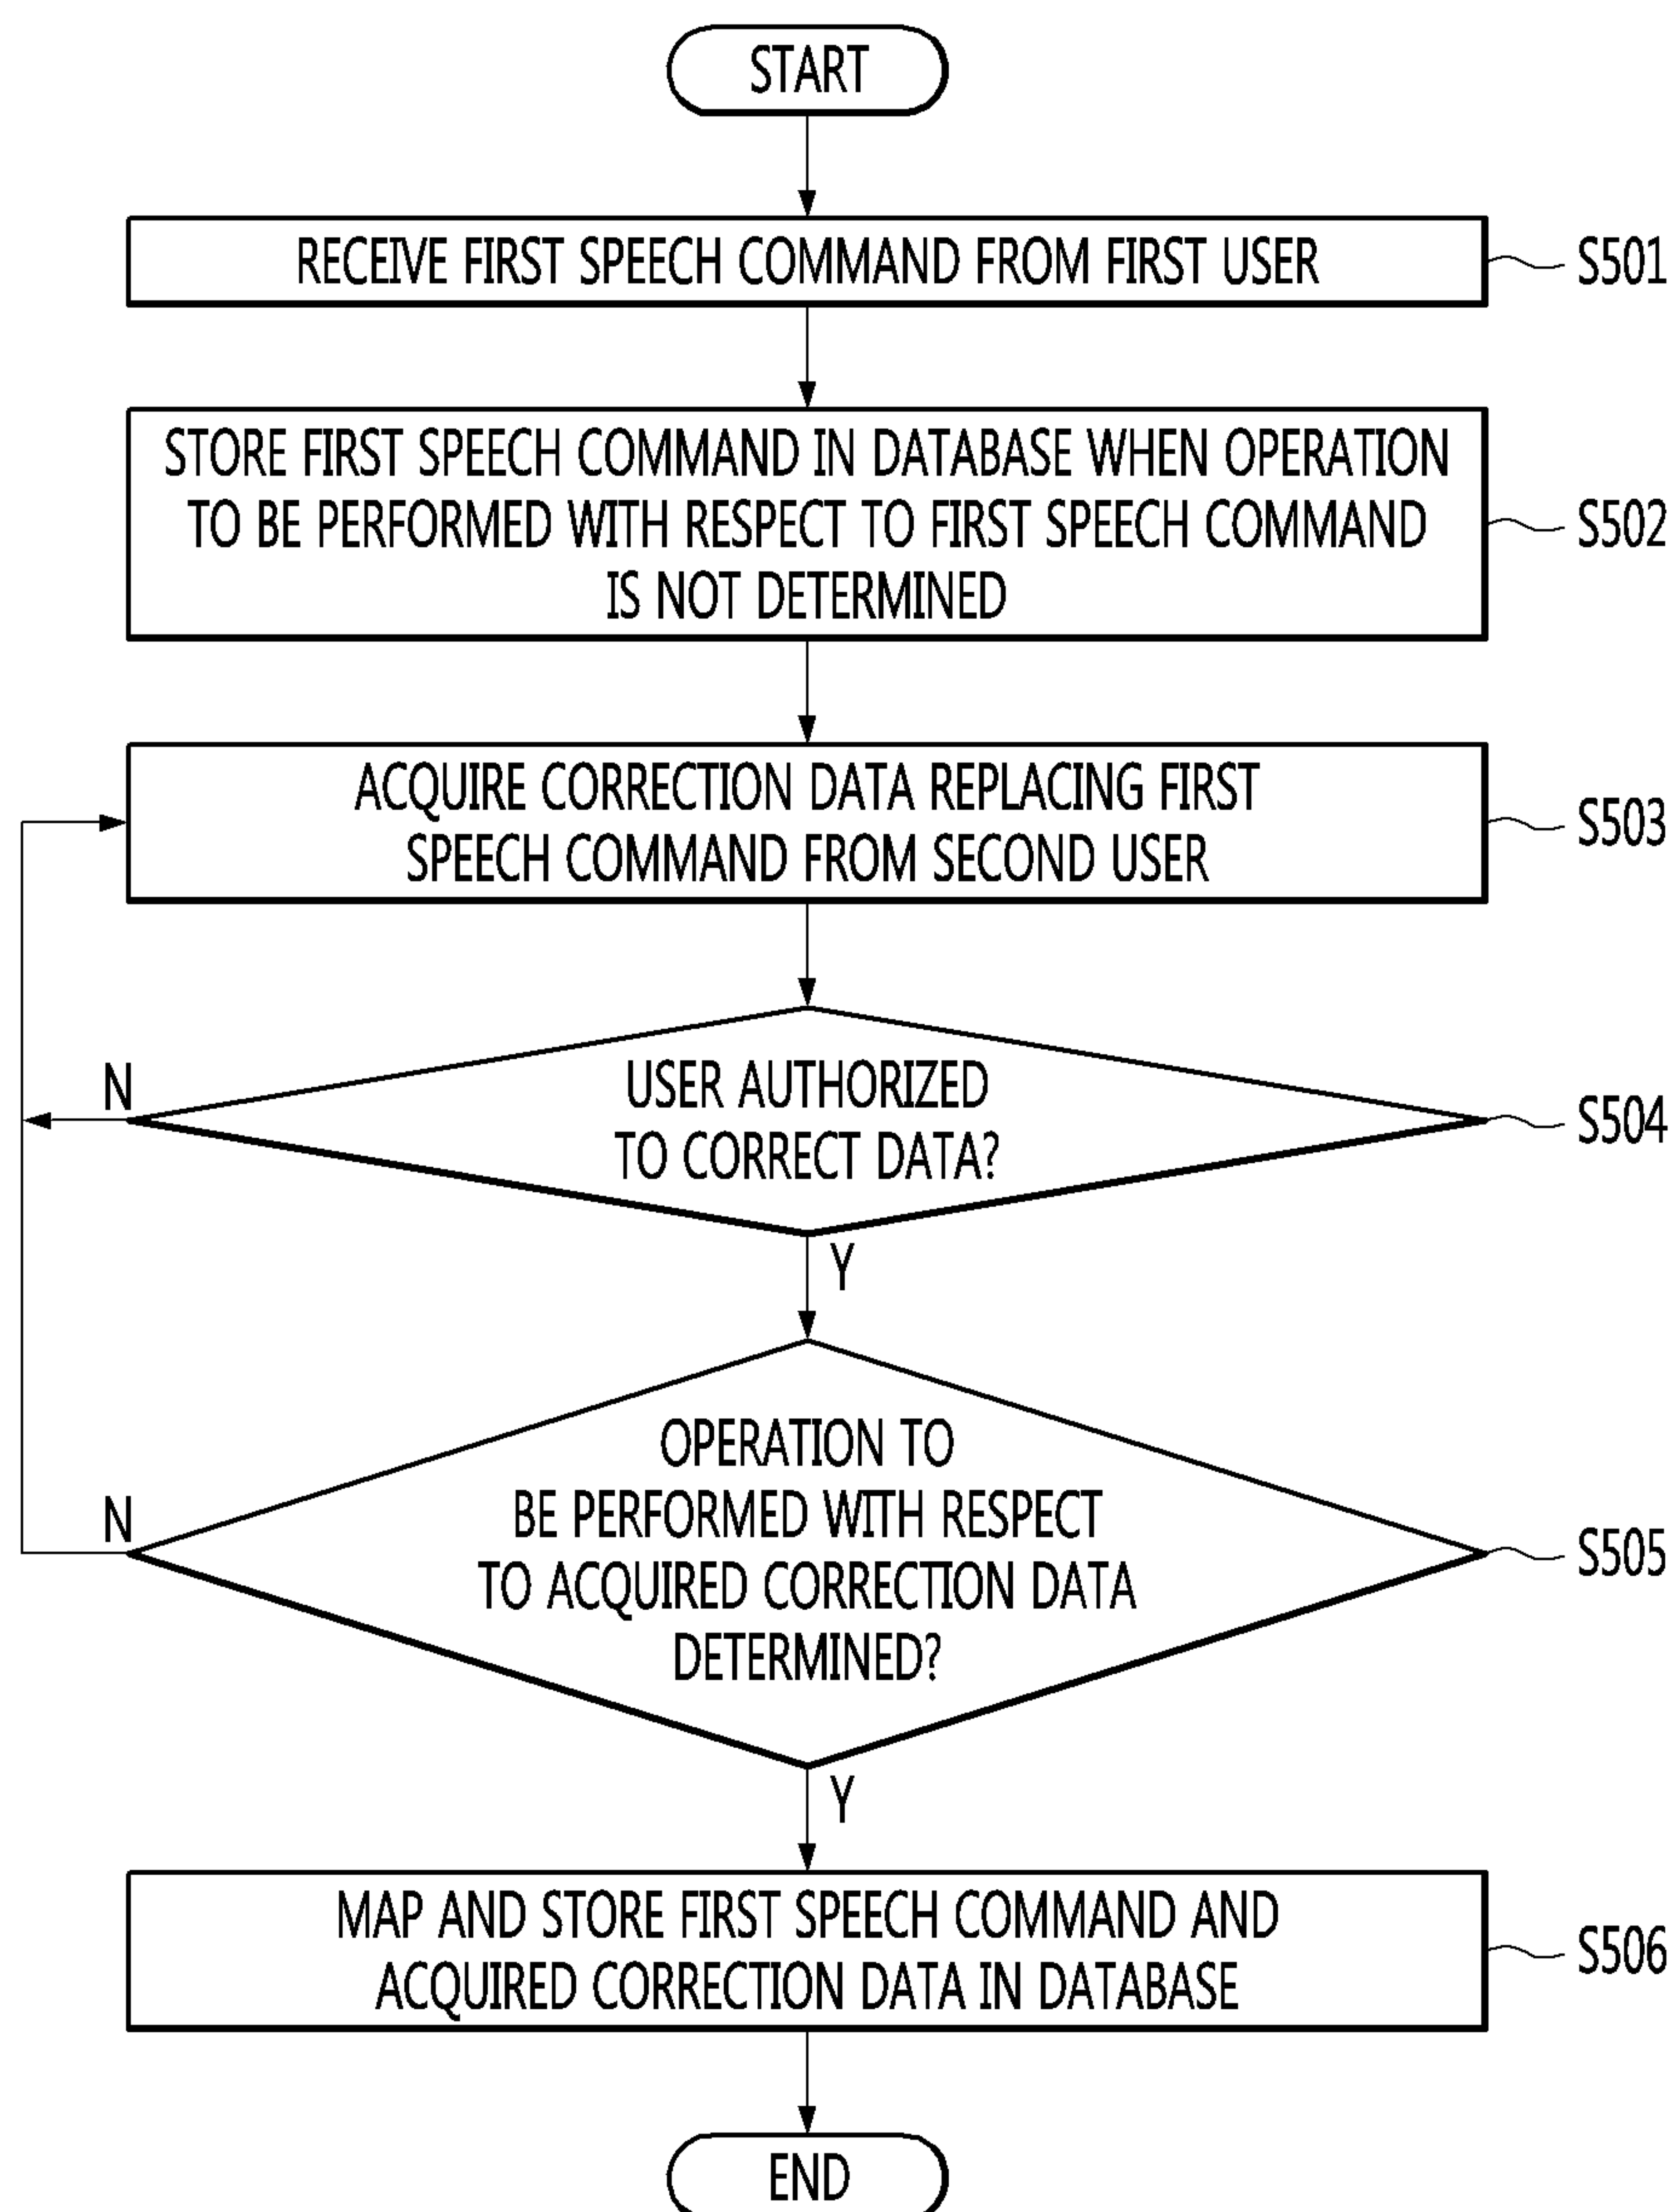 START
RECEIVE FIRST SPEECH COMMAND FROM FIRST USER
S501
STORE FIRST SPEECH COMMAND IN DATABASE WHEN OPERATION
TO BE PERFORMED WITH RESPECT TO FIRST SPEECH COMMAND
IS NOT DETERMINED
S502
ACQUIRE CORRECTION DATA REPLACING FIRST
SPEECH COMMAND FROM SECOND USER
S503
USER AUTHORIZED
TO CORRECT DATA?
N
S504
Y
OPERATION TO
BE PERFORMED WITH RESPECT
TO ACQUIRED CORRECTION DATA
DETERMINED?
N
S505
Y
MAP AND STORE FIRST SPEECH COMMAND AND
ACQUIRED CORRECTION DATA IN DATABASE
S506
END